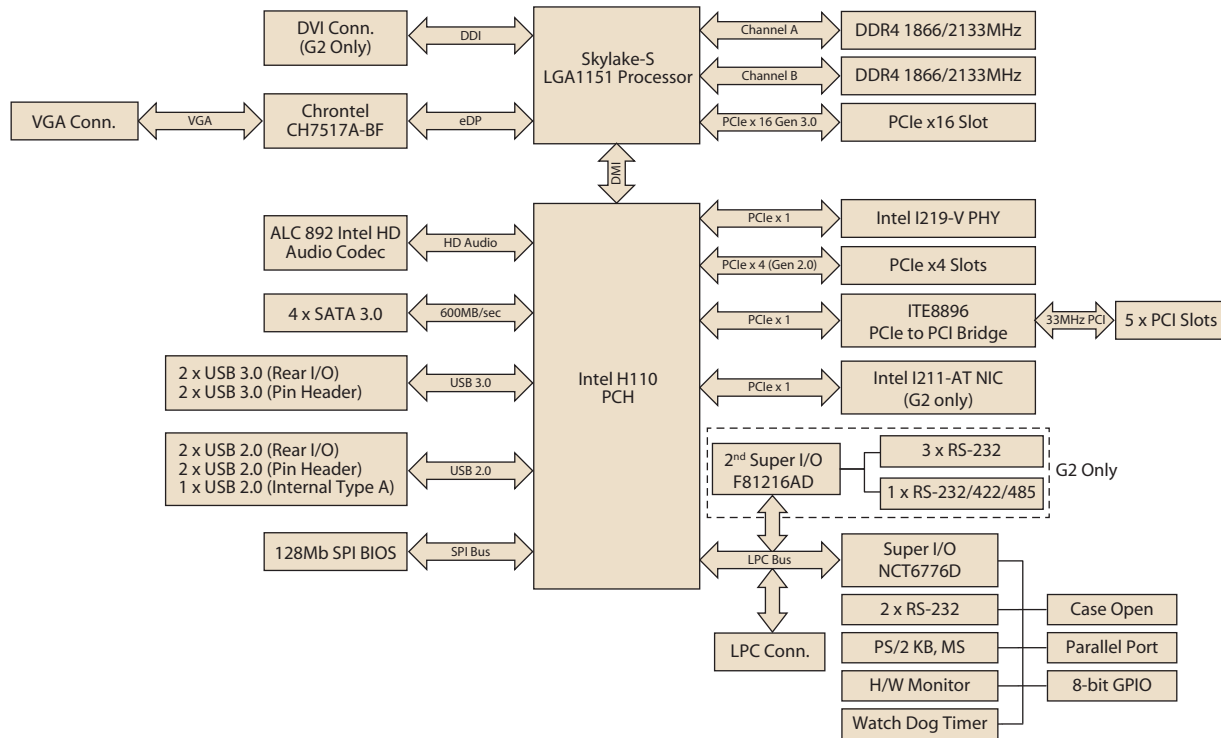 DVI Conn.
(G2 Only)
DDI
Skylake-S
LGA1151 Processor
Channel A
DDR4 1866/2133MHz
Channel B
DDR4 1866/2133MHz
VGA Conn.
VGA
Chrontel
CH7517A-BF
eDP
PCIe x 16 Gen 3.0
PCIe x16 Slot
DMI
ALC 892 Intel HD
Audio Codec
HD Audio
Intel H110
PCH
PCIe x 1
Intel I219-V PHY
PCIe x 4 (Gen 2.0)
PCIe x4 Slots
4 x SATA 3.0
600MB/sec
PCIe x 1
ITE8896
PCIe to PCI Bridge
33MHz PCI
5 x PCI Slots
2 x USB 3.0 (Rear I/O)
2 x USB 3.0 (Pin Header)
USB 3.0
PCIe x 1
Intel I211-AT NIC
(G2 only)
2 x USB 2.0 (Rear I/O)
2 x USB 2.0 (Pin Header)
1 x USB 2.0 (Internal Type A)
USB 2.0
2nd Super I/O
F81216AD
3 x RS-232
1 x RS-232/422/485
G2 Only
128Mb SPI BIOS
SPI Bus
LPC Bus
Super I/O
NCT6776D
LPC Conn.
2 x RS-232
Case Open
PS/2 KB, MS
Parallel Port
H/W Monitor
8-bit GPIO
Watch Dog Timer